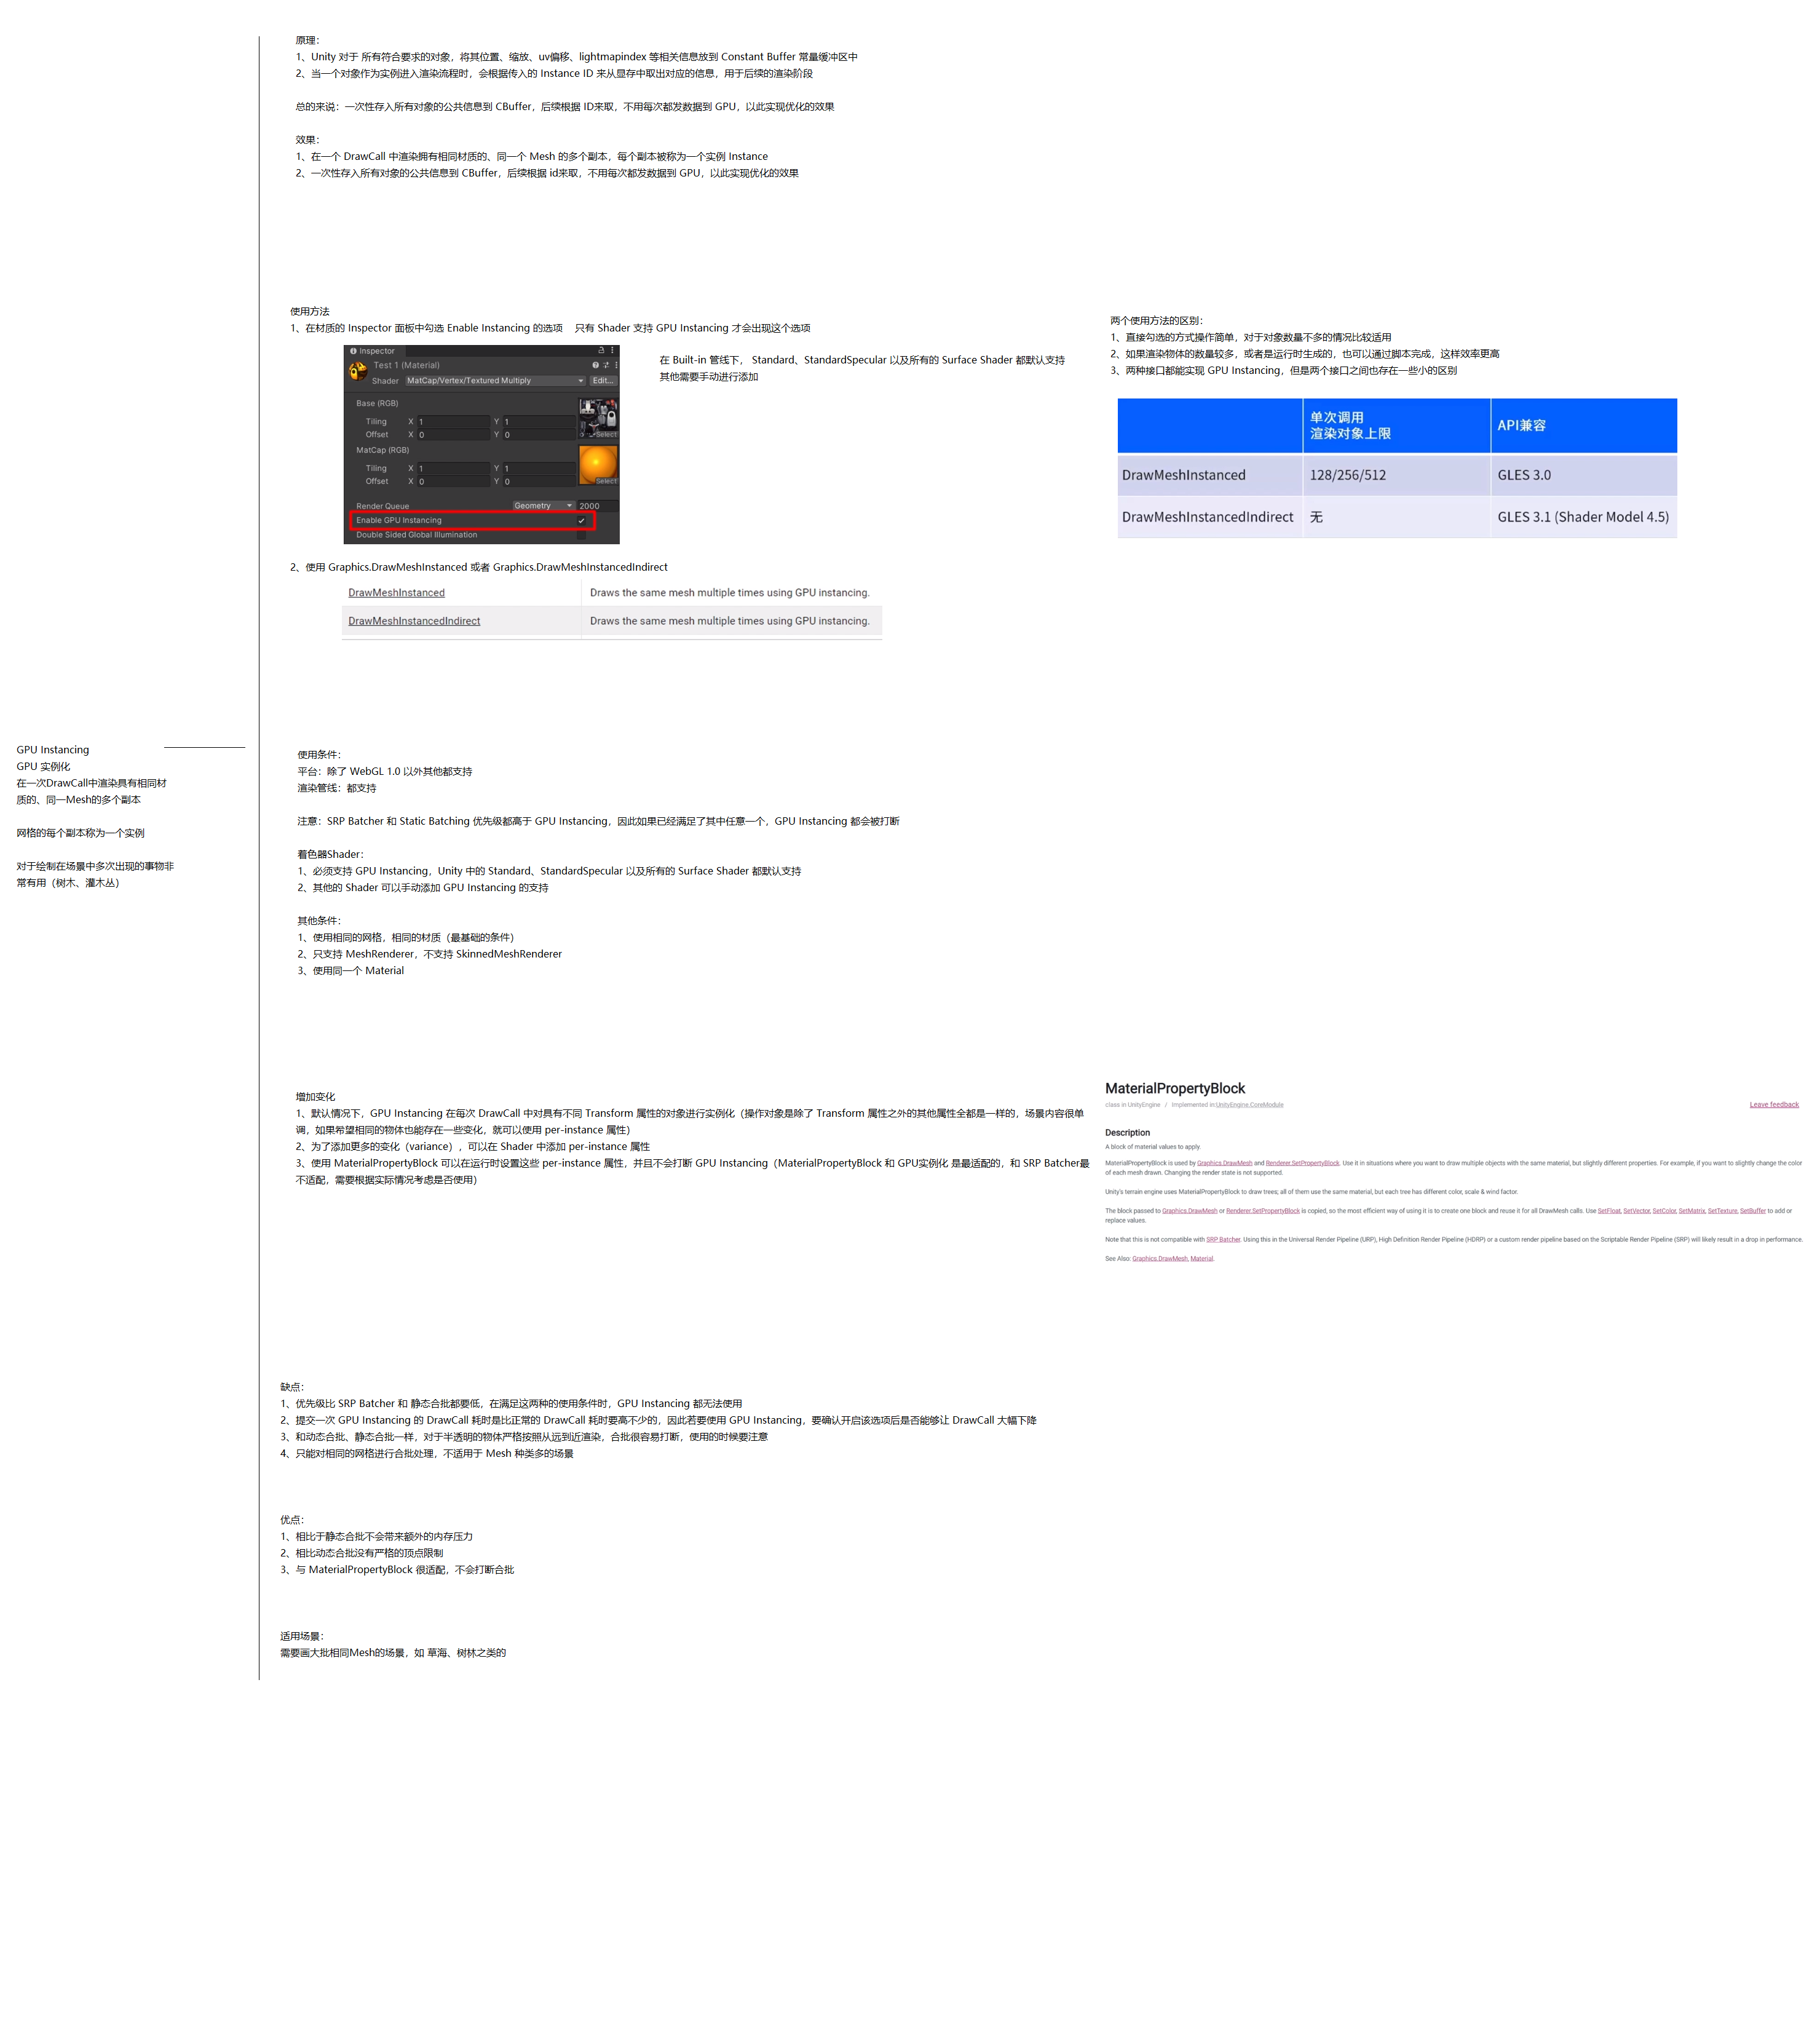 原理：
1、Unity 对于 所有符合要求的对象，将其位置、缩放、uv偏移、lightmapindex 等相关信息放到 Constant Buffer 常量缓冲区中
2、当一个对象作为实例进入渲染流程时，会根据传入的 Instance ID 来从显存中取出对应的信息，用于后续的渲染阶段
总的来说：一次性存入所有对象的公共信息到 CBuffer，后续根据 ID来取，不用每次都发数据到 GPU，以此实现优化的效果
效果：
1、在一个 DrawCall 中渲染拥有相同材质的、同一个 Mesh 的多个副本，每个副本被称为一个实例 Instance
2、一次性存入所有对象的公共信息到 CBuffer，后续根据 id来取，不用每次都发数据到 GPU，以此实现优化的效果
使用方法
1、在材质的 Inspector 面板中勾选 Enable Instancing 的选项 只有 Shader 支持 GPU Instancing 才会出现这个选项
Inspector
Test 1 (Material)
Shader MatCap/Vertex/Textured Multiply Edit...
Base (RGB)
Tiling X 1 Y 1
Offset X 0 Y 0
Select
MatCap (RGB)
Tiling X 1 Y 1
Offset X 0 Y 0
Select
Render Queue Geometry 2000
Enable GPU Instancing
Double Sided Global Illumination
在 Built-in 管线下， Standard、StandardSpecular 以及所有的 Surface Shader 都默认支持
其他需要手动进行添加
2、使用 Graphics.DrawMeshInstanced 或者 Graphics.DrawMeshInstancedIndirect
DrawMeshInstanced Draws the same mesh multiple times using GPU instancing.
DrawMeshInstancedIndirect Draws the same mesh multiple times using GPU instancing.
两个使用方法的区别：
1、直接勾选的方式操作简单，对于对象数量不多的情况比较适用
2、如果渲染物体的数量较多，或者是运行时生成的，也可以通过脚本完成，这样效率更高
3、两种接口都能实现 GPU Instancing，但是两个接口之间也存在一些小的区别
单次调用
渲染对象上限
API兼容
DrawMeshInstanced 128/256/512 GLES 3.0
DrawMeshInstancedIndirect 无 GLES 3.1 (Shader Model 4.5)
GPU Instancing
GPU 实例化
在一次DrawCall中渲染具有相同材
质的、同一Mesh的多个副本
网格的每个副本称为一个实例
对于绘制在场景中多次出现的事物非
常有用（树木、灌木丛）
使用条件：
平台：除了 WebGL 1.0 以外其他都支持
渲染管线：都支持
注意：SRP Batcher 和 Static Batching 优先级都高于 GPU Instancing，因此如果已经满足了其中任意一个，GPU Instancing 都会被打断
着色器Shader：
1、必须支持 GPU Instancing，Unity 中的 Standard、StandardSpecular 以及所有的 Surface Shader 都默认支持
2、其他的 Shader 可以手动添加 GPU Instancing 的支持
其他条件：
1、使用相同的网格，相同的材质（最基础的条件）
2、只支持 MeshRenderer，不支持 SkinnedMeshRenderer
3、使用同一个 Material
增加变化
1、默认情况下，GPU Instancing 在每次 DrawCall 中对具有不同 Transform 属性的对象进行实例化（操作对象是除了 Transform 属性之外的其他属性全都是一样的，场景内容很单
调，如果希望相同的物体也能存在一些变化，就可以使用 per-instance 属性）
2、为了添加更多的变化（variance），可以在 Shader 中添加 per-instance 属性
3、使用 MaterialPropertyBlock 可以在运行时设置这些 per-instance 属性，并且不会打断 GPU Instancing（MaterialPropertyBlock 和 GPU实例化 是最适配的，和 SRP Batcher最
不适配，需要根据实际情况考虑是否使用）
MaterialPropertyBlock
class in UnityEngine / Implemented in:UnityEngine.CoreModule
Leave feedback
Description
A block of material values to apply.
MaterialPropertyBlock is used by Graphics.DrawMesh and Renderer.SetPropertyBlock. Use it in situations where you want to draw multiple objects with the same material, but slightly different properties. For example, if you want to slightly change the color
of each mesh drawn. Changing the render state is not supported.
Unity's terrain engine uses MaterialPropertyBlock to draw trees; all of them use the same material, but each tree has different color, scale & wind factor.
The block passed to Graphics.DrawMesh or Renderer.SetPropertyBlock is copied, so the most efficient way of using it is to create one block and reuse it for all DrawMesh calls. Use SetFloat, SetVector, SetColor, SetMatrix, SetTexture, SetBuffer to add or
replace values.
Note that this is not compatible with SRP Batcher. Using this in the Universal Render Pipeline (URP), High Definition Render Pipeline (HDRP) or a custom render pipeline based on the Scriptable Render Pipeline (SRP) will likely result in a drop in performance.
See Also: Graphics.DrawMesh, Material.
缺点：
1、优先级比 SRP Batcher 和 静态合批都要低，在满足这两种的使用条件时，GPU Instancing 都无法使用
2、提交一次 GPU Instancing 的 DrawCall 耗时是比正常的 DrawCall 耗时要高不少的，因此若要使用 GPU Instancing，要确认开启该选项后是否能够让 DrawCall 大幅下降
3、和动态合批、静态合批一样，对于半透明的物体严格按照从远到近渲染，合批很容易打断，使用的时候要注意
4、只能对相同的网格进行合批处理，不适用于 Mesh 种类多的场景
优点：
1、相比于静态合批不会带来额外的内存压力
2、相比动态合批没有严格的顶点限制
3、与 MaterialPropertyBlock 很适配，不会打断合批
适用场景：
需要画大批相同Mesh的场景，如 草海、树林之类的